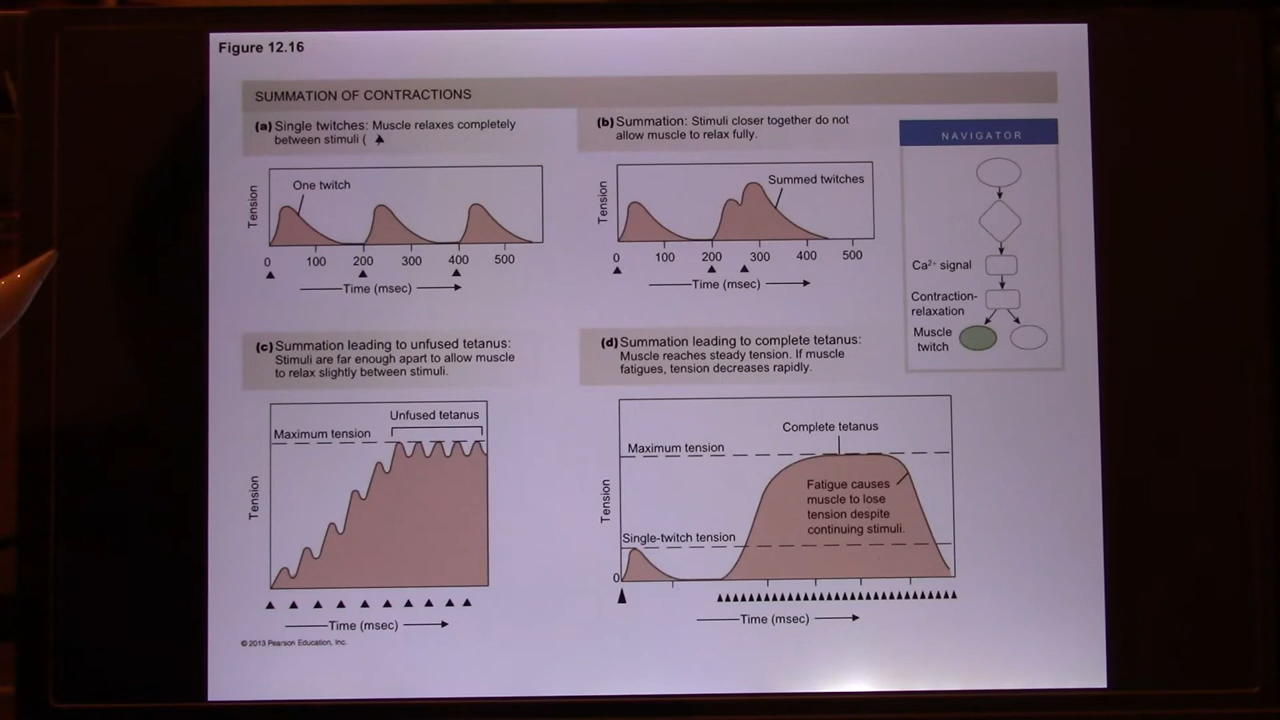 Figure 12.16
SUMMATION OF CONTRACTIONS
(a) Single twitches: Muscle relaxes completely
between stimuli (
One twitch
Tension
0 100 200 300 400 500
Time (msec)
(b) Summation: Stimuli closer together do not
allow muscle to relax fully.
Summed twitches
Tension
0 100 200 300 400 500
Time (msec)
NAVIGATOR
Ca2+ signal
Contraction-
relaxation
Muscle
twitch
(c) Summation leading to unfused tetanus:
Stimuli are far enough apart to allow muscle
to relax slightly between stimuli.
Unfused tetanus
Maximum tension
Tension
Time (msec)
(d) Summation leading to complete tetanus:
Muscle reaches steady tension. If muscle
fatigues, tension decreases rapidly.
Complete tetanus
Maximum tension
Fatigue causes
muscle to lose
tension despite
continuing stimuli.
Tension
Single-twitch tension
0
Time (msec)
© 2013 Pearson Education, Inc.